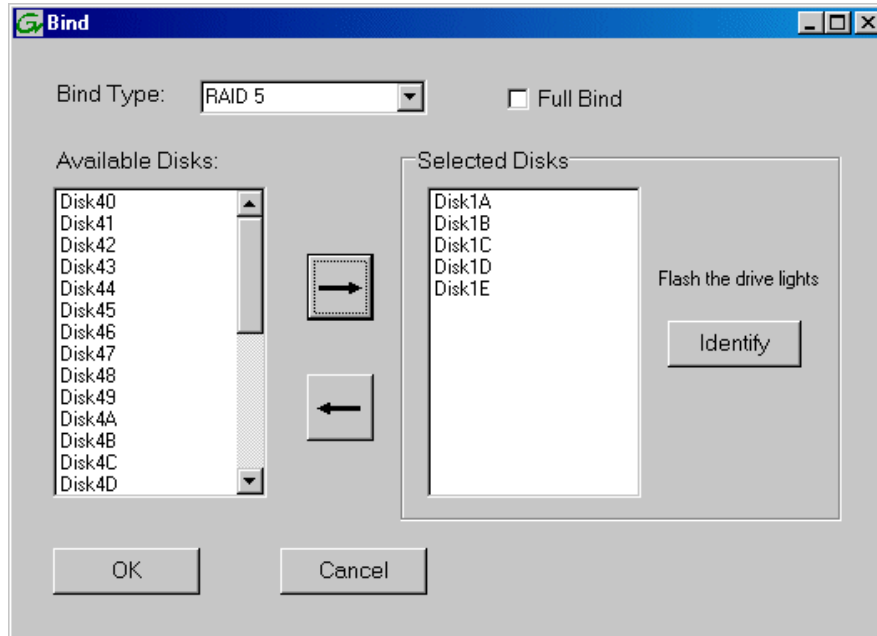 Bind
Bind Type:
RAID 5
Full Bind
Available Disks:
Disk40
Disk41
Disk42
Disk43
Disk44
Disk45
Disk46
Disk47
Disk48
Disk49
Disk4A
Disk4B
Disk4C
Disk4D
Selected Disks
Disk1A
Disk1B
Disk1C
Disk1D
Disk1E
Flash the drive lights
Identify
OK
Cancel